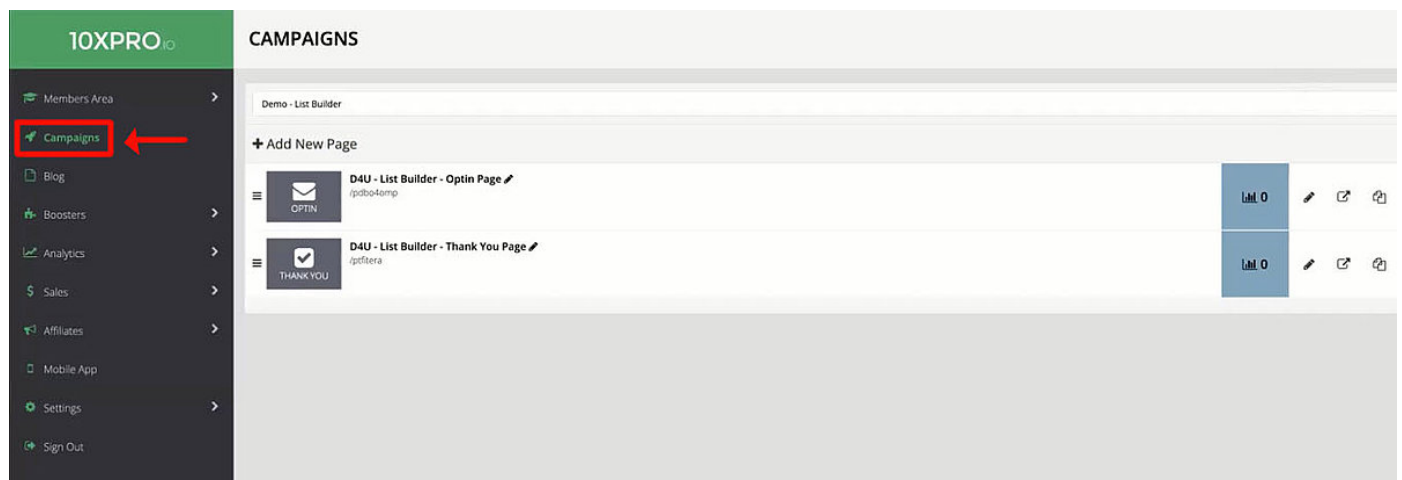 10XPRO.IO
CAMPAIGNS
Members Area
Campaigns
Blog
Boosters
Analytics
Sales
Affiliates
Mobile App
Settings
Sign Out
Demo - List Builder
Add New Page
D4U - List Builder - Optin Page
/pdbo4omp
OPTIN
0
D4U - List Builder - Thank You Page
/ptfitera
THANK YOU
0